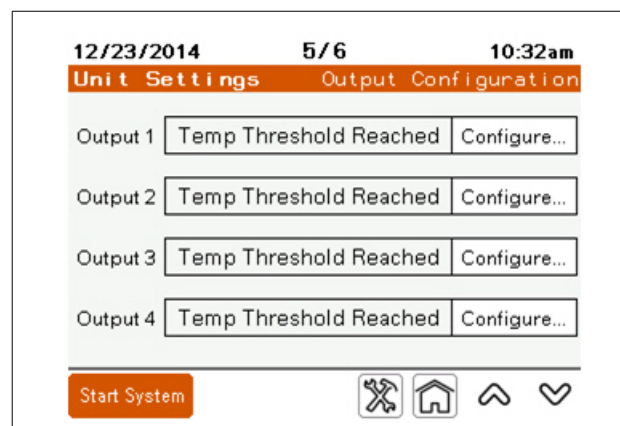 12/23/2014 5/6 10:32am
Unit Settings Output Configuration
Output 1 Temp Threshold Reached Configure...
Output 2 Temp Threshold Reached Configure...
Output 3 Temp Threshold Reached Configure...
Output 4 Temp Threshold Reached Configure...
Start System